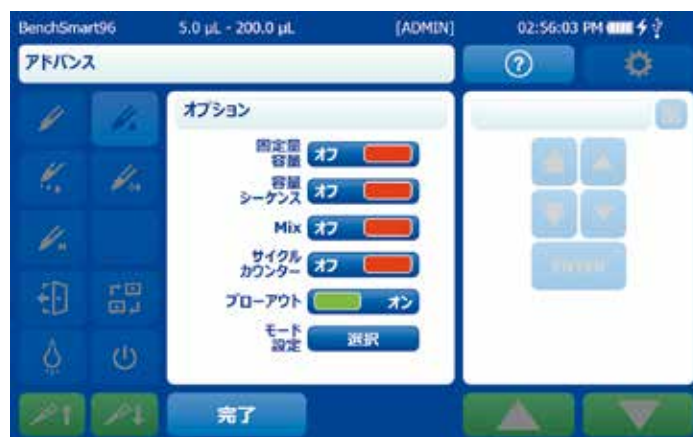 BenchSmart96 5.0 µL - 200.0 µL [ADMIN] 02:56:03 PM
アドバンス
?
オプション
固定量
容量 オフ
容量
シーケンス オフ
Mix オフ
サイクル
カウンター オフ
ブローアウト オン
モード
設定 選択
ENTER
完了